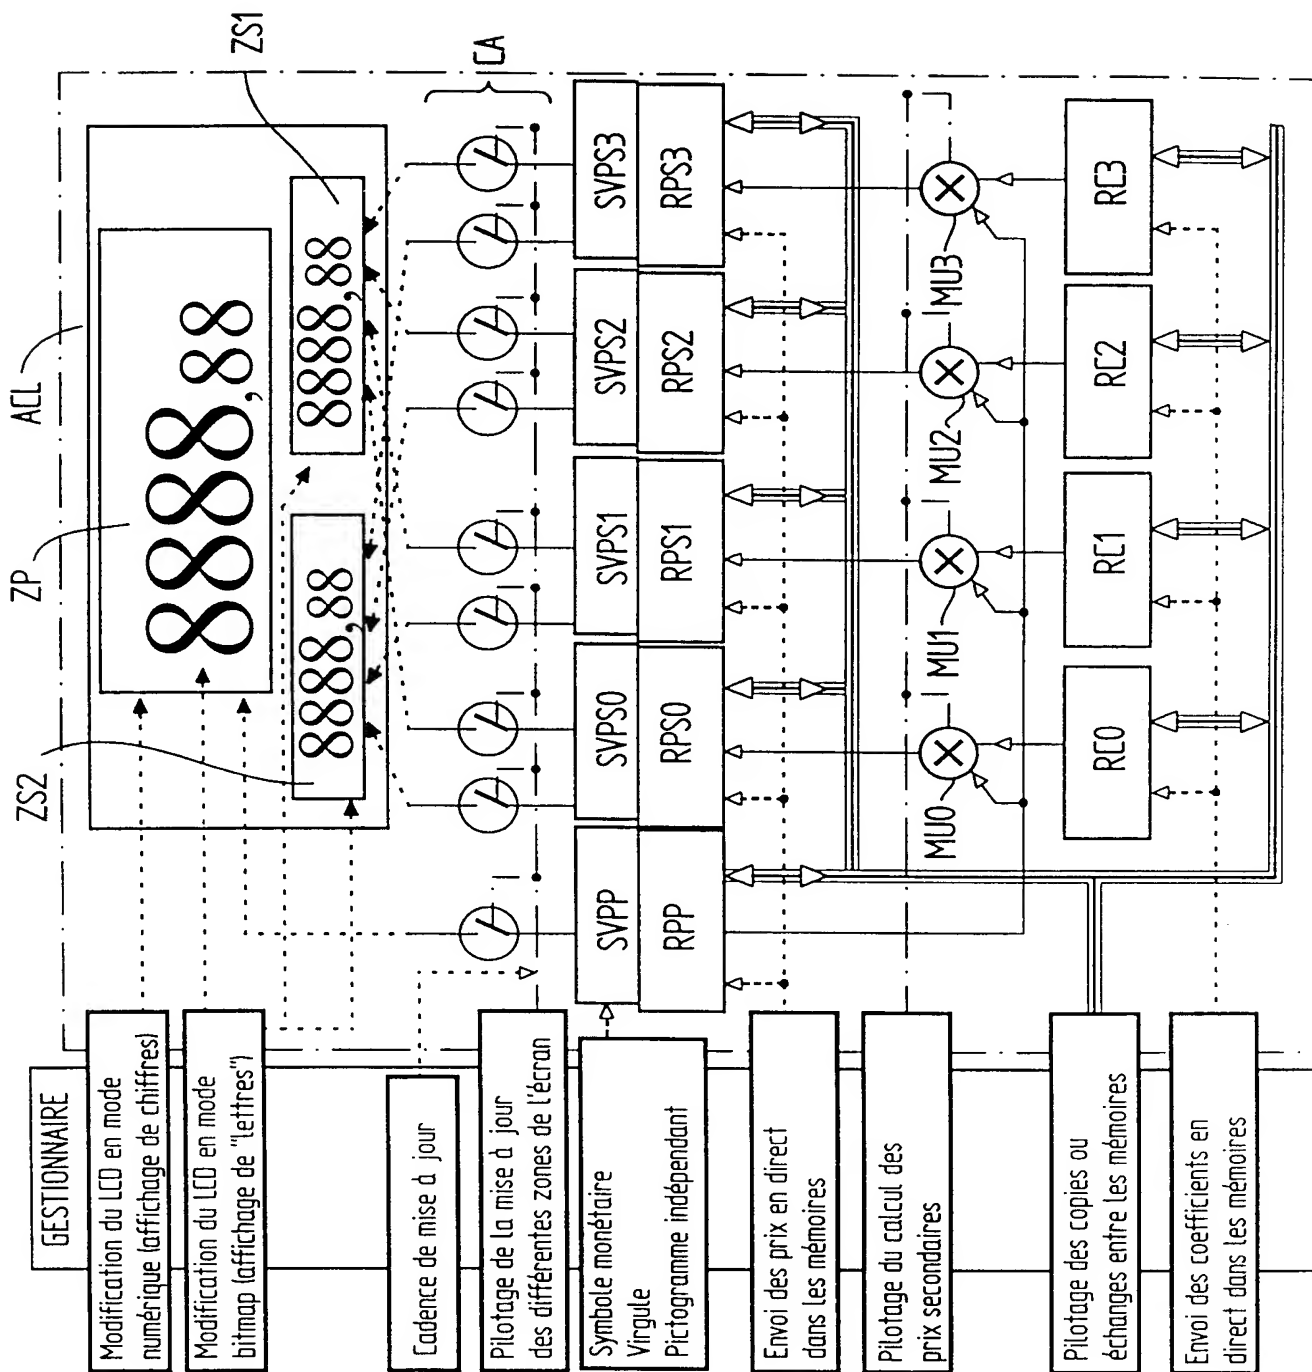 GESTIONNAIRE
Modification du LCD en mode
numérique (affichage de chiffres)
Modification du LCD en mode
bitmap (affichage de "lettres")
Cadence de mise à jour
Pilotage de la mise à jour
des différentes zones de l'écran
Symbole monétaire
Virgule
Pictogramme indépendant
Envoi des prix en direct
dans les mémoires
Pilotage du calcul des
prix secondaires
Pilotage des copies ou
échanges entre les mémoires
Envoi des coefficients en
direct dans les mémoires
ZP
ACL
ZS2
ZS1
8888,88
8888,88
8888,88
CA
SVPP
SVPS0
SVPS1
SVPS2
SVPS3
RPP
RPS0
RPS1
RPS2
RPS3
MU0
MU1
MU2
MU3
RC0
RC1
RC2
RC3